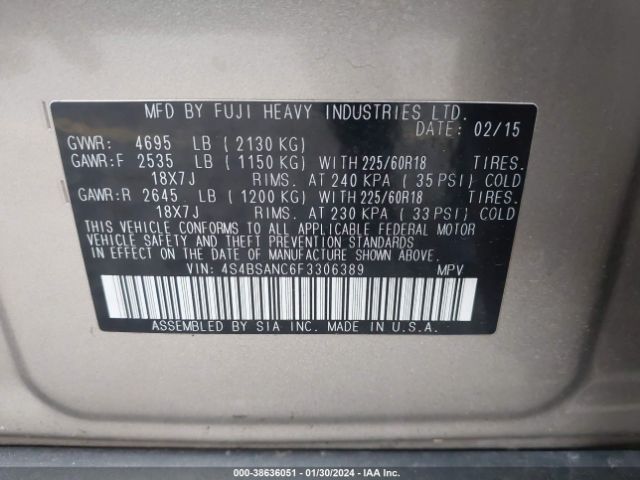 MFD BY FUJI HEAVY INDUSTRIES LTD.
DATE: 02/15
GVWR: 4695 LB ( 2130 KG)
GAWR:F 2535 LB ( 1150 KG) WITH 225/60R18 TIRES.
18X7J RIMS. AT 240 KPA ( 35 PSI) COLD
GAWR:R 2645 LB ( 1200 KG) WITH 225/60R18 TIRES.
18X7J RIMS. AT 230 KPA ( 33 PSI) COLD
THIS VEHICLE CONFORMS TO ALL APPLICABLE FEDERAL MOTOR
VEHICLE SAFETY AND THEFT PREVENTION STANDARDS
IN EFFECT ON THE DATE OF MANUFACTURE SHOWN ABOVE.
VIN: 4S4BSANC6F3306389 MPV
ASSEMBLED BY SIA INC. MADE IN U.S.A.
000-38636051 - 01/30/2024 - IAA Inc.